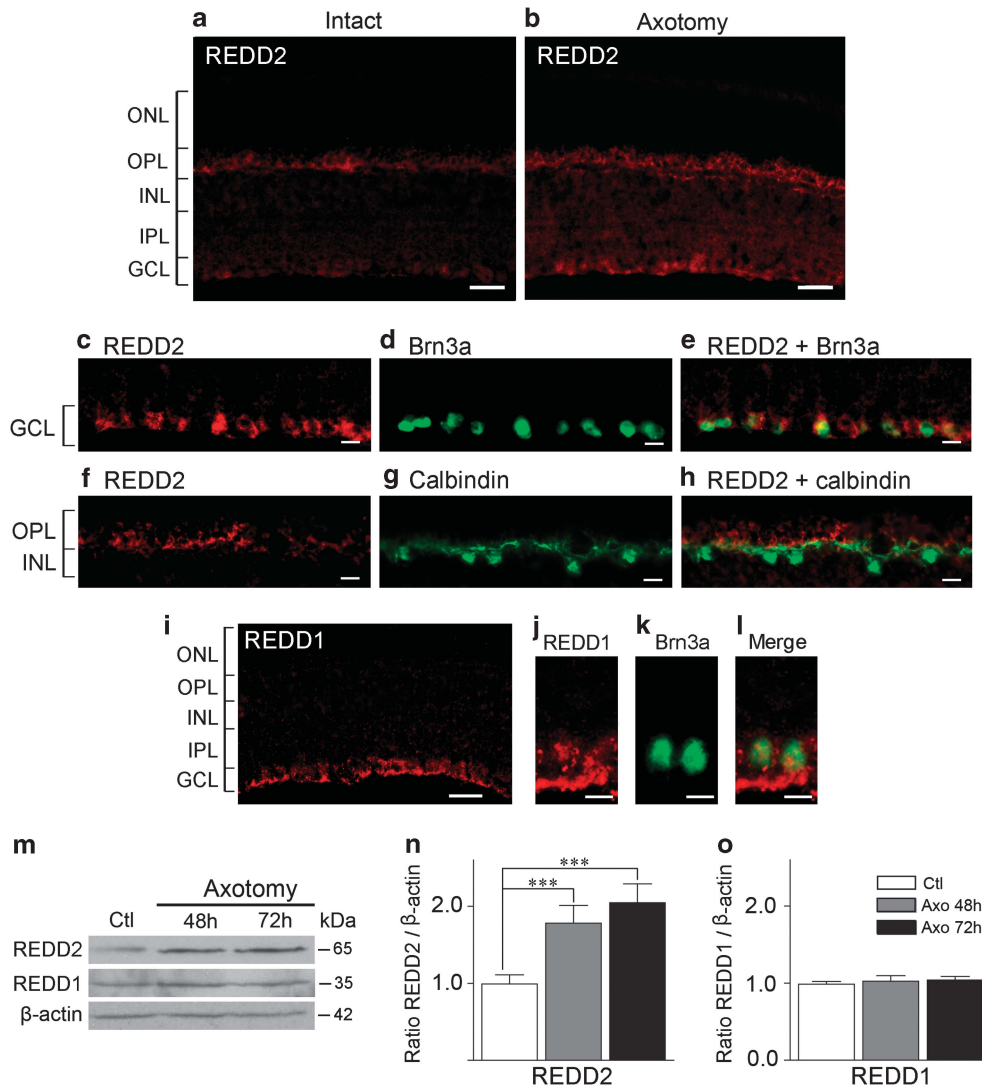 a Intact
b Axotomy
REDD2
REDD2
ONL
OPL
INL
IPL
GCL
c REDD2
d Brn3a
e REDD2 + Brn3a
GCL
f REDD2
g Calbindin
h REDD2 + calbindin
OPL
INL
i REDD1
ONL
OPL
INL
IPL
GCL
j REDD1
k Brn3a
l Merge
m
Axotomy
Ctl 48h 72h kDa
REDD2 65
REDD1 35
β-actin 42
n
Ratio REDD2 / β-actin
2.0
1.0
***
***
REDD2
o
Ratio REDD1 / β-actin
2.0
1.0
0.0
Ctl
Axo 48h
Axo 72h
REDD1